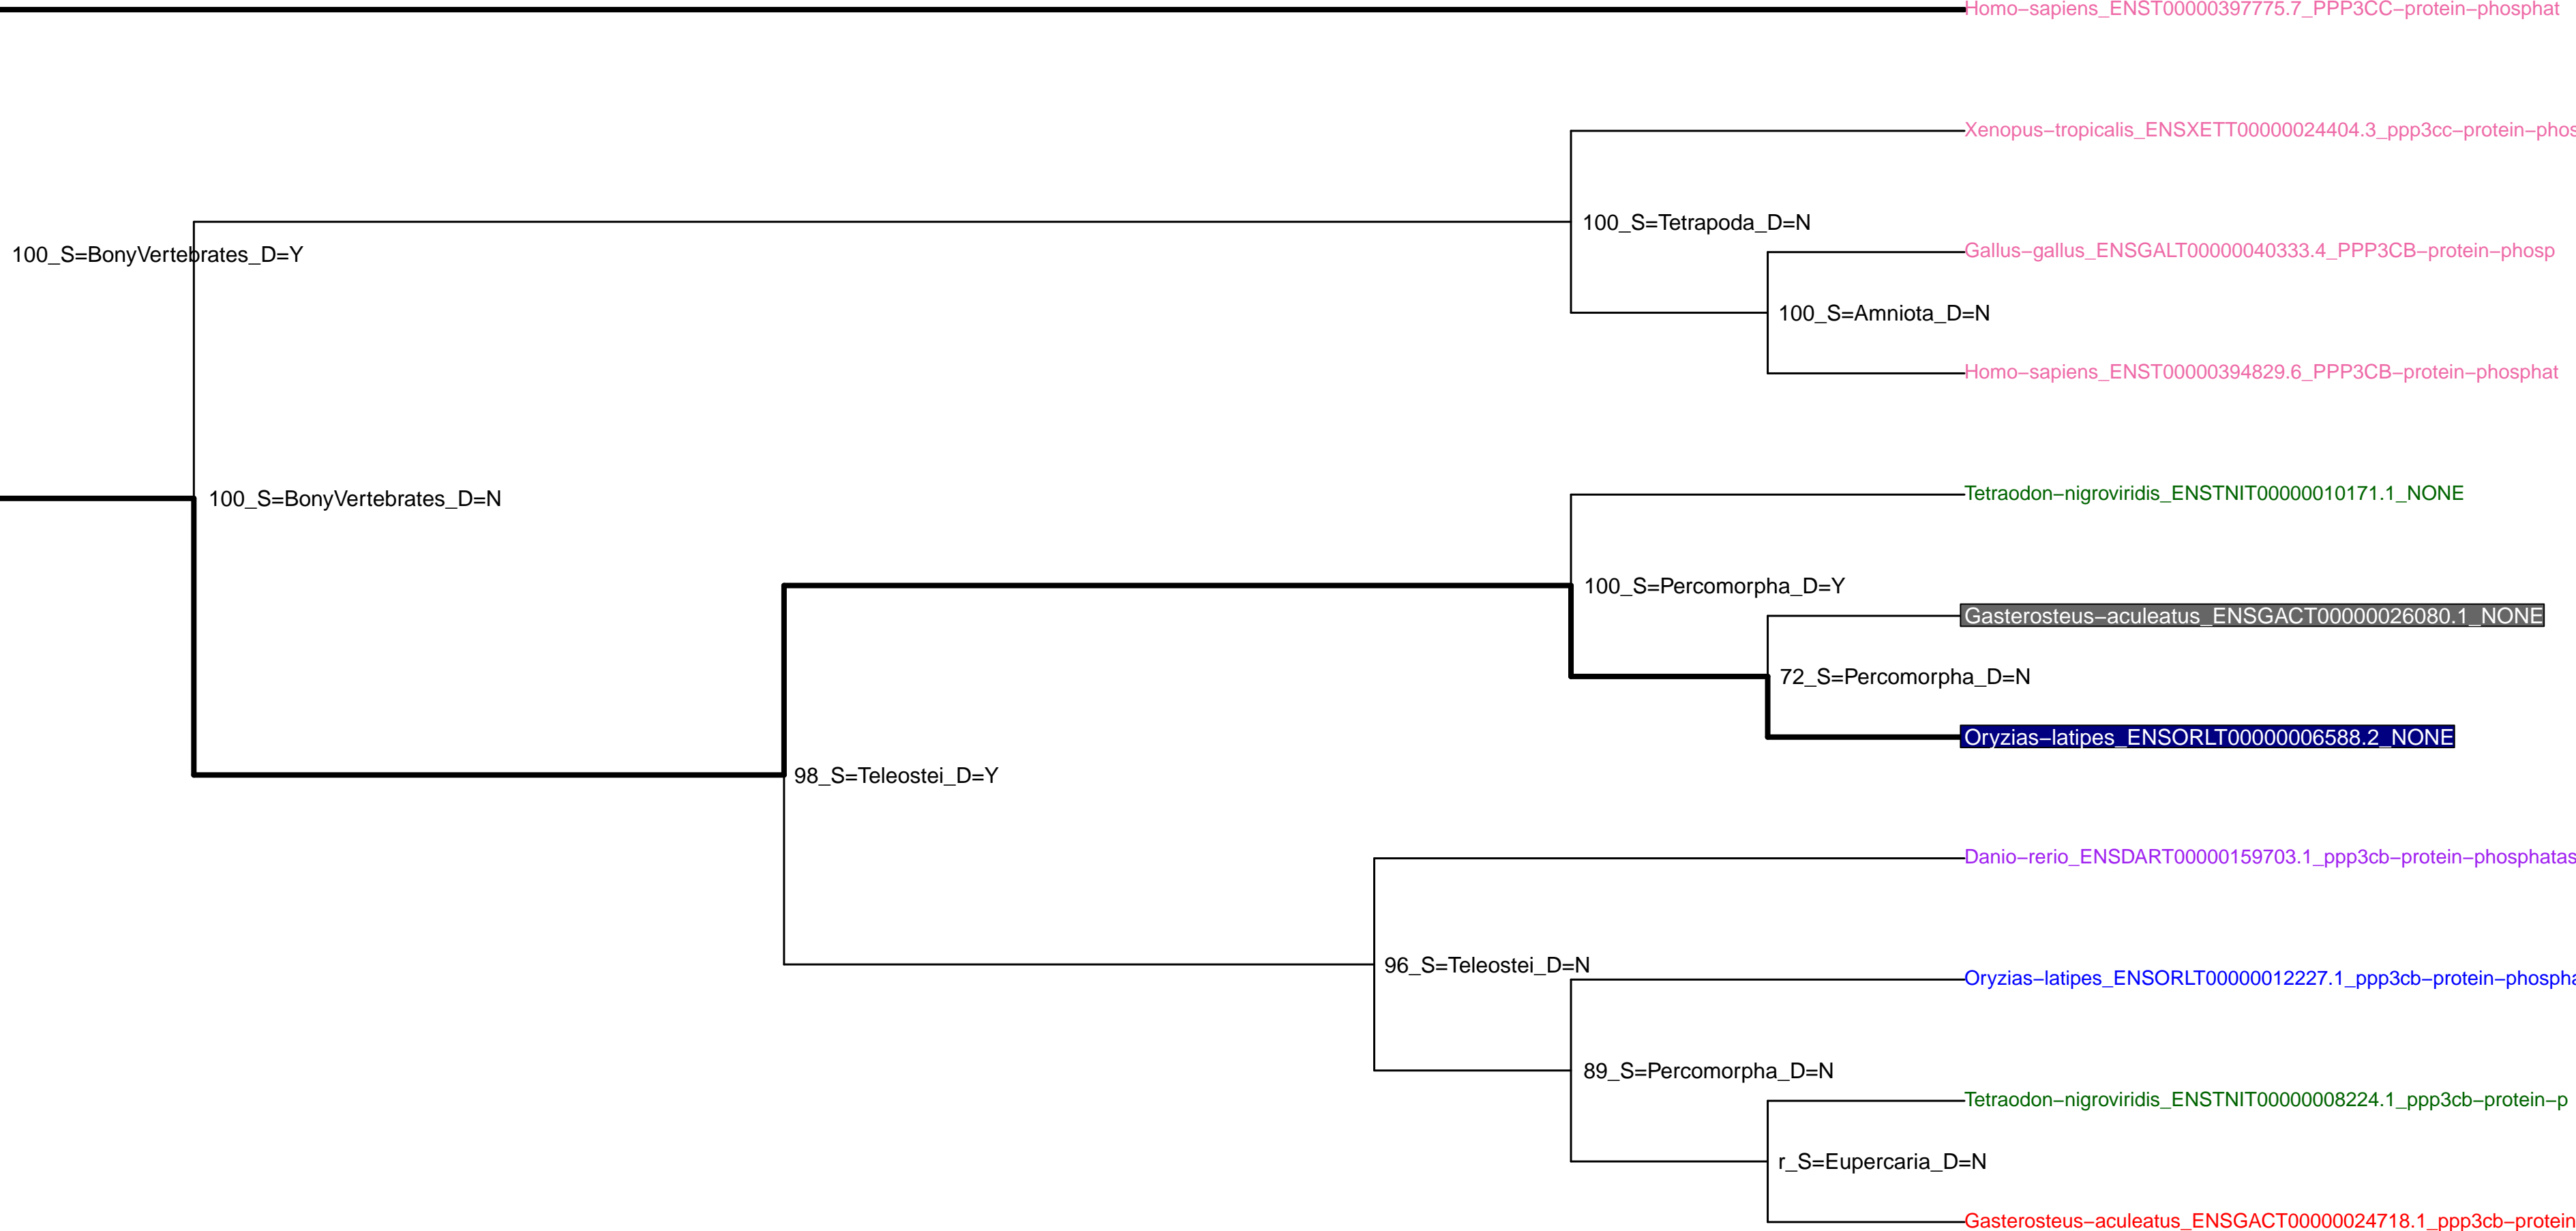 Homo−sapiens_ENST00000397775.7_PPP3CC−protein−phosphat
Xenopus−tropicalis_ENSXETT00000024404.3_ppp3cc−protein−phos
100_S=Tetrapoda_D=N
Gallus−gallus_ENSGALT00000040333.4_PPP3CB−protein−phosp
100_S=BonyVertebrates_D=Y
100_S=Amniota_D=N
Homo−sapiens_ENST00000394829.6_PPP3CB−protein−phosphat
Tetraodon−nigroviridis_ENSTNIT00000010171.1_NONE
100_S=BonyVertebrates_D=N
100_S=Percomorpha_D=Y
Gasterosteus−aculeatus_ENSGACT00000026080.1_NONE
72_S=Percomorpha_D=N
Oryzias−latipes_ENSORLT00000006588.2_NONE
98_S=Teleostei_D=Y
Danio−rerio_ENSDART00000159703.1_ppp3cb−protein−phosphatas
96_S=Teleostei_D=N
Oryzias−latipes_ENSORLT00000012227.1_ppp3cb−protein−phospha
89_S=Percomorpha_D=N
Tetraodon−nigroviridis_ENSTNIT00000008224.1_ppp3cb−protein−p
r_S=Eupercaria_D=N
Gasterosteus−aculeatus_ENSGACT00000024718.1_ppp3cb−protein